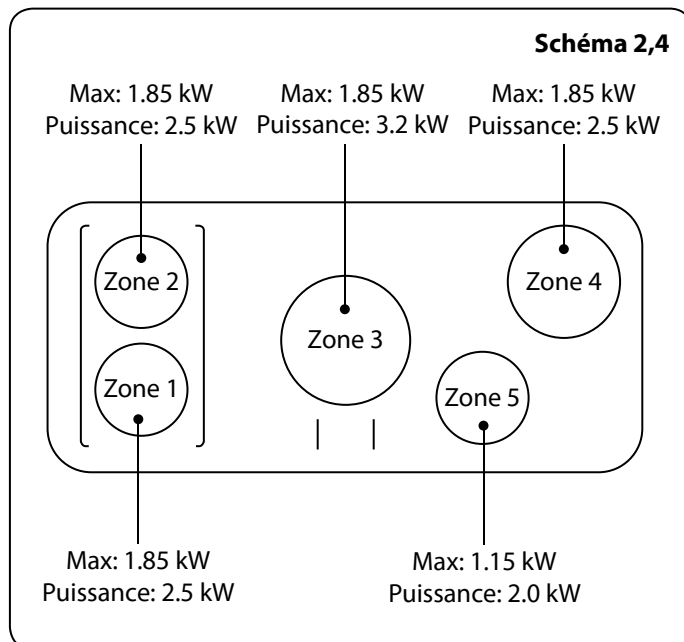 Schéma 2,4
Max: 1.85 kW
Puissance: 2.5 kW
Max: 1.85 kW
Puissance: 3.2 kW
Max: 1.85 kW
Puissance: 2.5 kW
Zone 2
Zone 4
Zone 3
Zone 1
Zone 5
Max: 1.85 kW
Puissance: 2.5 kW
Max: 1.15 kW
Puissance: 2.0 kW